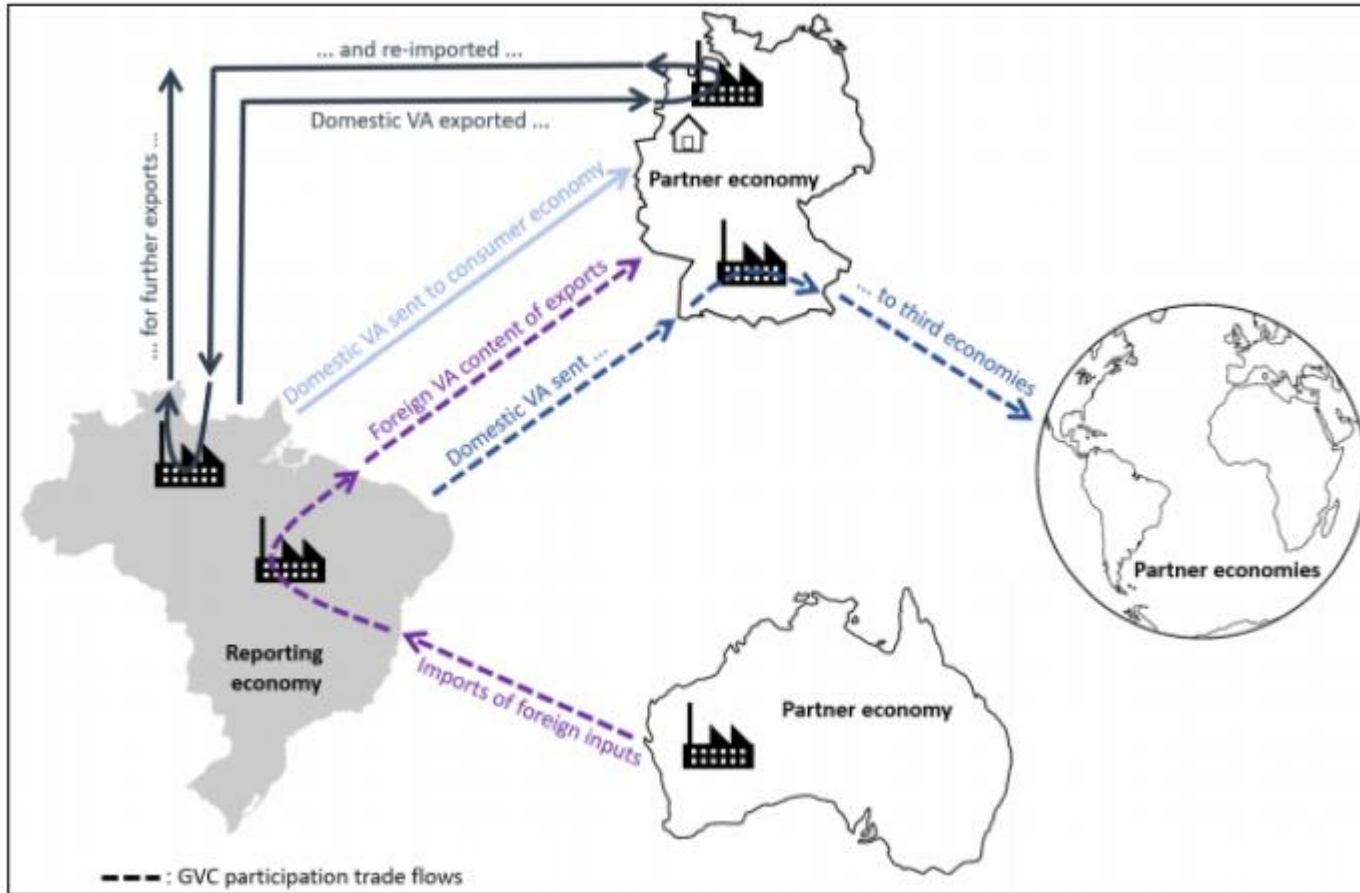 ... and re-imported ...
Domestic VA exported ...
... for further exports ...
Partner economy
Domestic VA sent to consumer economy
Foreign VA content of exports
Domestic VA sent ...
... to third economies
Partner economies
Reporting
economy
Imports of foreign inputs
Partner economy
: GVC participation trade flows